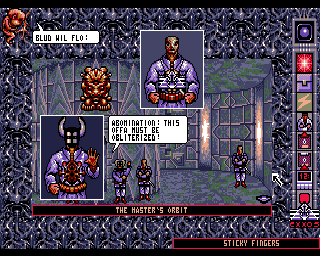 BLUD WIL FLO:
ABOMINATION: THIS
OFFA MUST BE
OBLITERIZED!
THE MASTER'S ORBIT
STICKY FINGERS